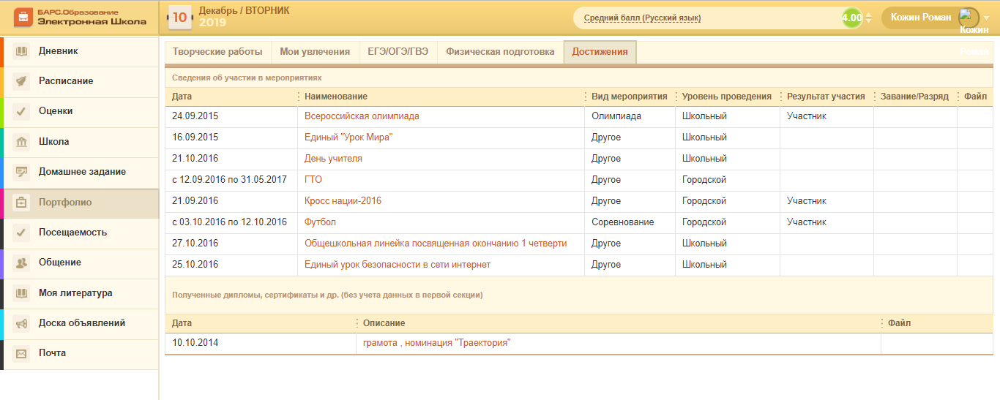 БАРС.Образование
Электронная Школа
10
Декабрь / ВТОРНИК
2019
Средний балл (Русский язык)
4.00
Кожин Роман
Кожин
Роман
Дневник
Расписание
Оценки
Школа
Домашнее задание
Портфолио
Посещаемость
Общение
Моя литература
Доска объявлений
Почта
Творческие работы Мои увлечения ЕГЭ/ОГЭ/ГВЭ Физическая подготовка Достижения
Сведения об участии в мероприятиях
Дата Наименование Вид мероприятия Уровень проведения Результат участия Завание/Разряд Файл
24.09.2015 Всероссийская олимпиада Олимпиада Школьный Участник
16.09.2015 Единый "Урок Мира" Другое Школьный
21.10.2016 День учителя Другое Школьный
с 12.09.2016 по 31.05.2017 ГТО Другое Городской
21.09.2016 Кросс нации-2016 Другое Городской Участник
с 03.10.2016 по 12.10.2016 Футбол Соревнование Городской Участник
27.10.2016 Общешкольная линейка посвященная окончанию 1 четверти Другое Школьный
25.10.2016 Единый урок безопасности в сети интернет Другое Школьный
Полученные дипломы, сертификаты и др. (без учета данных в первой секции)
Дата Описание Файл
10.10.2014 грамота , номинация "Траектория"